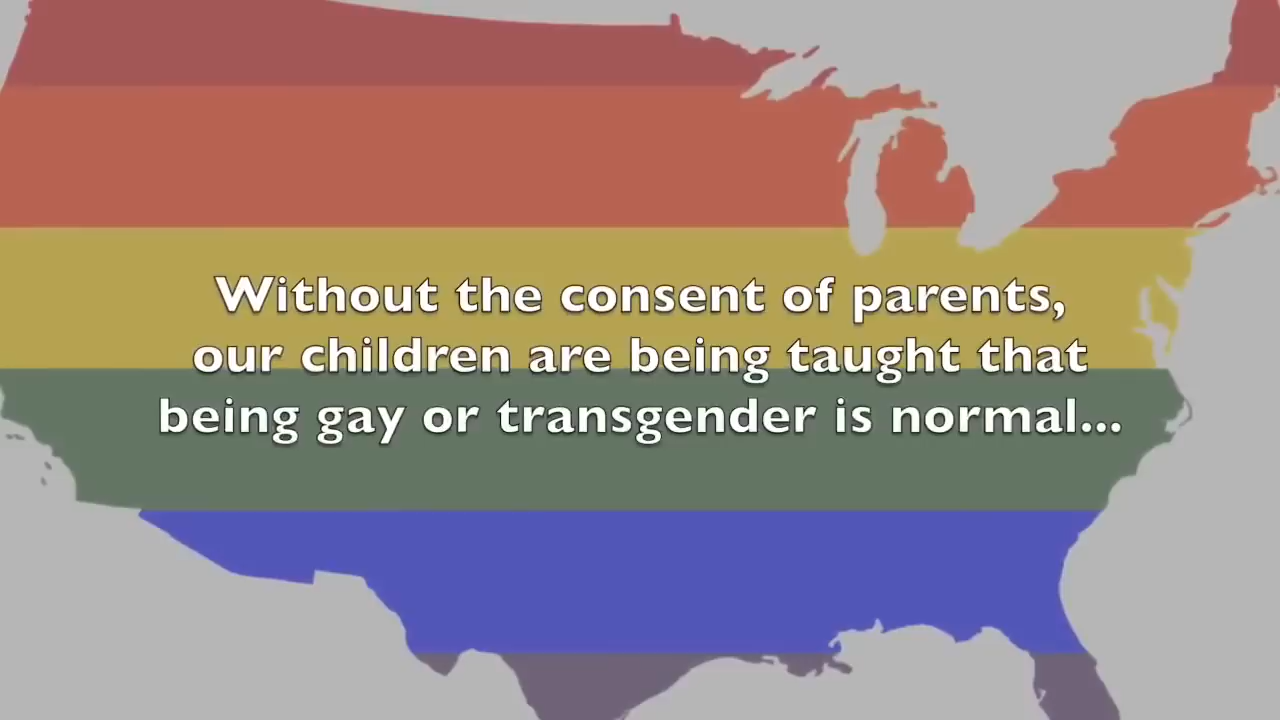 Without the consent of parents,
our children are being taught that
being gay or transgender is normal...